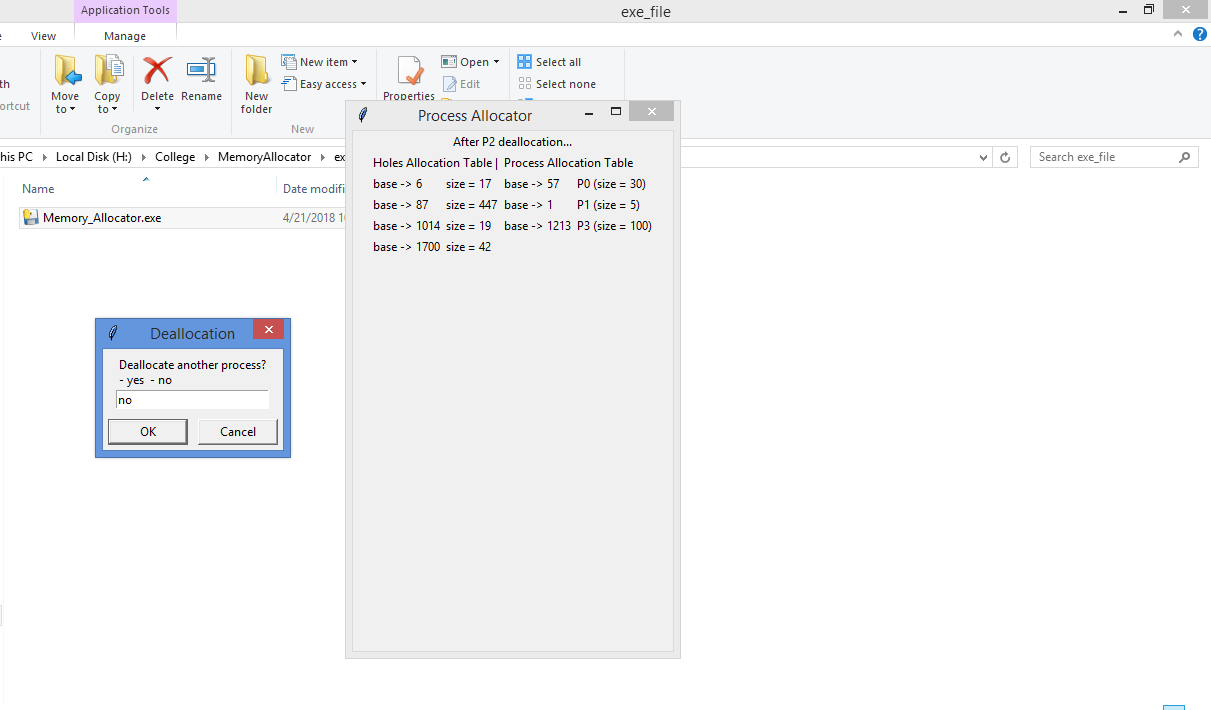 Application Tools
exe_file
View
Manage
?
th
ortcut
Move to
Copy to
Delete
Rename
Organize
New folder
New item
Easy access
New
Properties
Open
Edit
Select all
Select none
his PC
Local Disk (H:)
College
MemoryAllocator
ex
Search exe_file
Name
Date modifi
Memory_Allocator.exe
4/21/2018 1
Process Allocator
After P2 deallocation...
Holes Allocation Table | Process Allocation Table
base -> 6 size = 17 base -> 57 P0 (size = 30)
base -> 87 size = 447 base -> 1 P1 (size = 5)
base -> 1014 size = 19 base -> 1213 P3 (size = 100)
base -> 1700 size = 42
Deallocation
Deallocate another process?
- yes - no
no
OK
Cancel